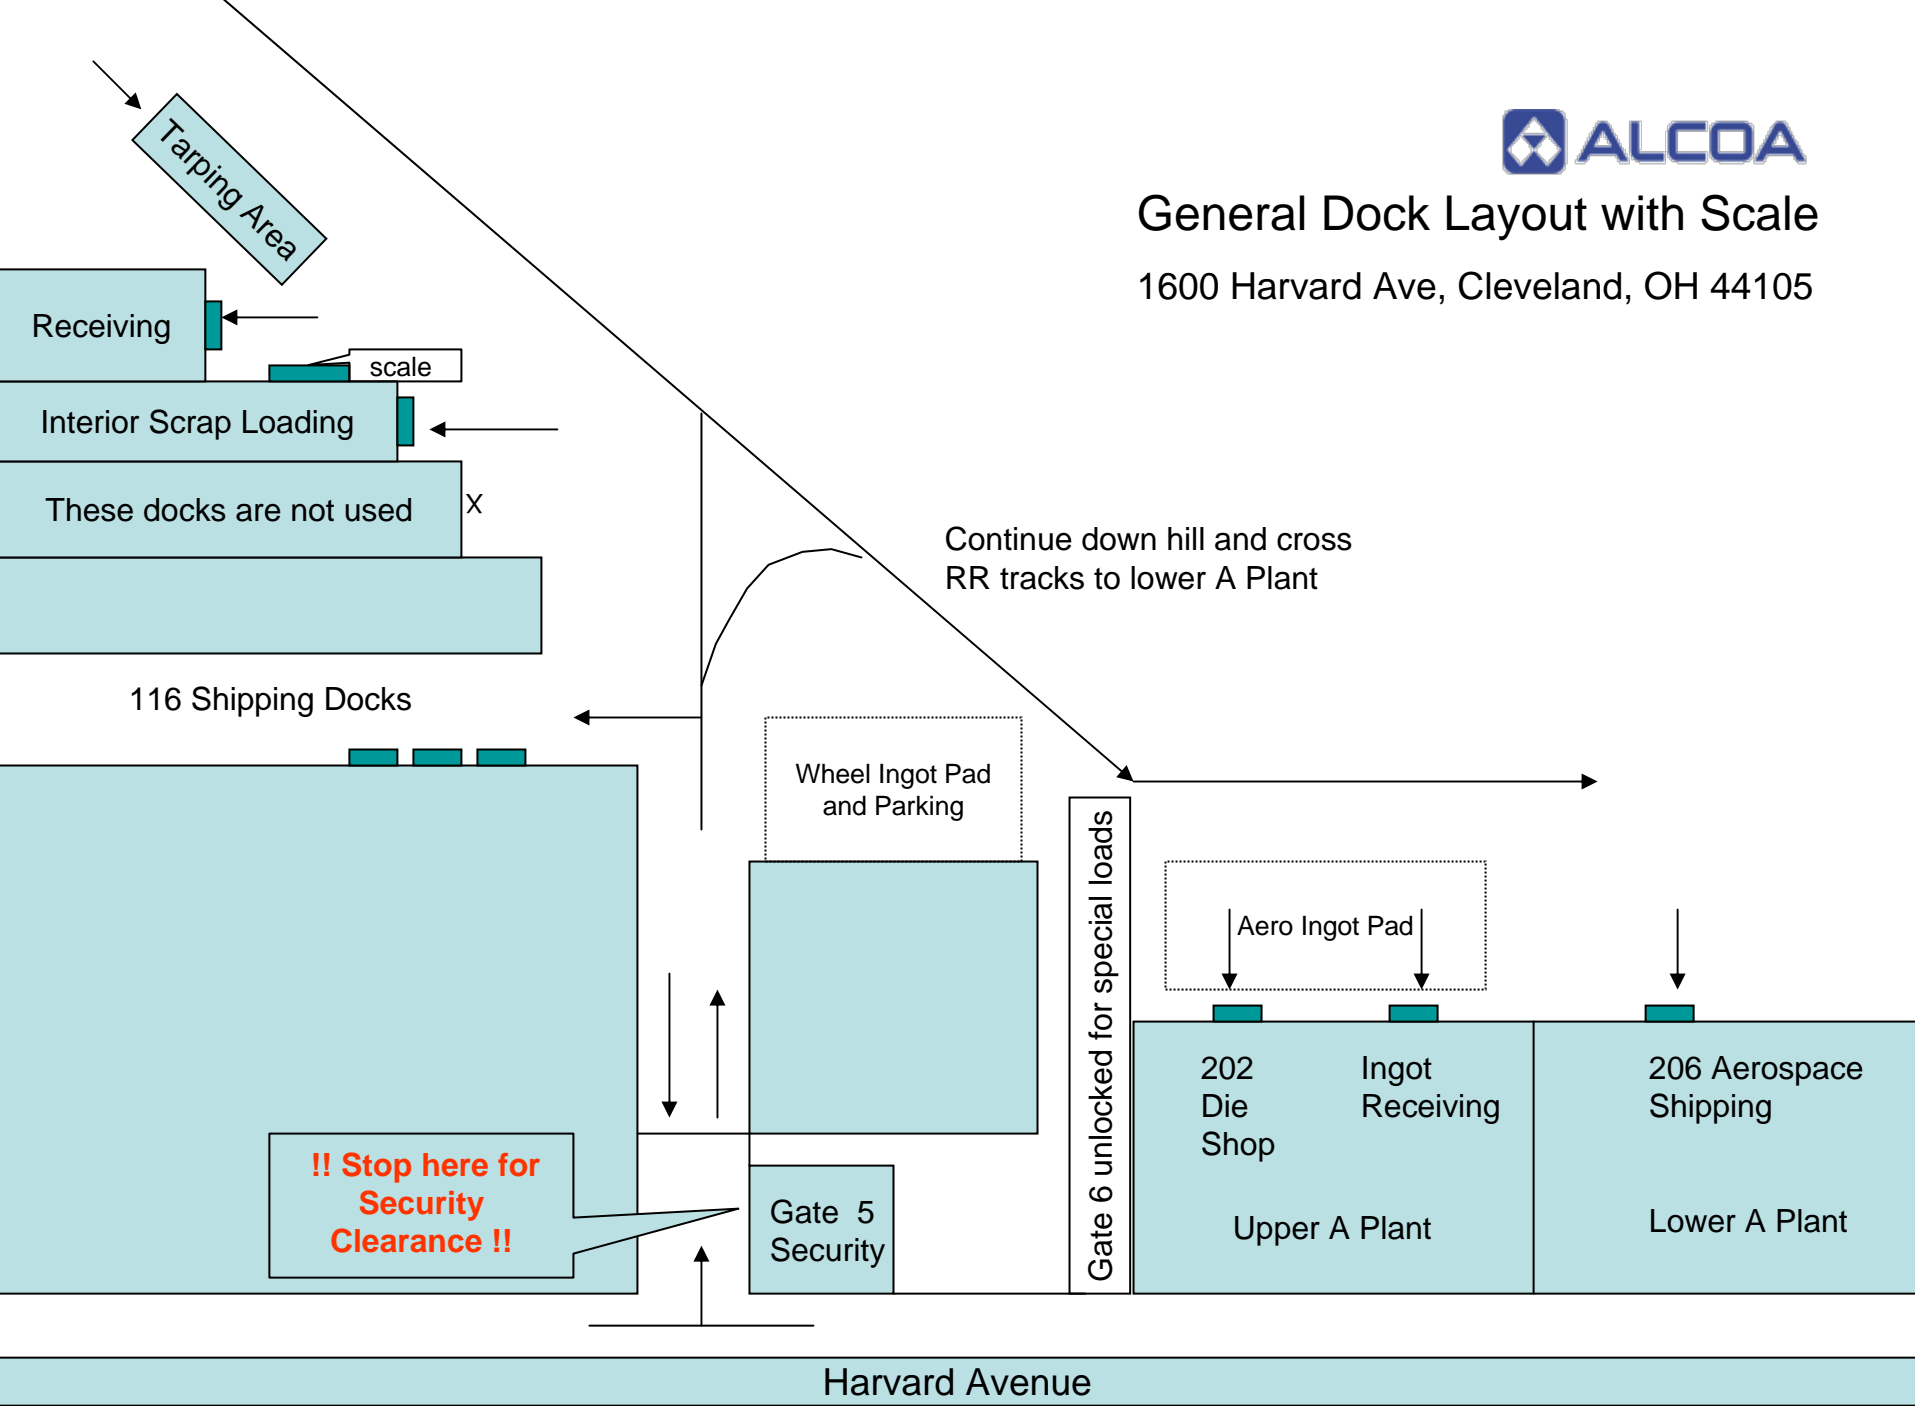 ALCOA
General Dock Layout with Scale
1600 Harvard Ave, Cleveland, OH 44105
Tarping Area
Receiving
scale
Interior Scrap Loading
These docks are not used
X
Continue down hill and cross
RR tracks to lower A Plant
116 Shipping Docks
Wheel Ingot Pad
and Parking
Gate 6 unlocked for special loads
Aero Ingot Pad
202
Die
Shop
Ingot
Receiving
206 Aerospace
Shipping
!! Stop here for
Security
Clearance !!
Gate 5
Security
Upper A Plant
Lower A Plant
Harvard Avenue